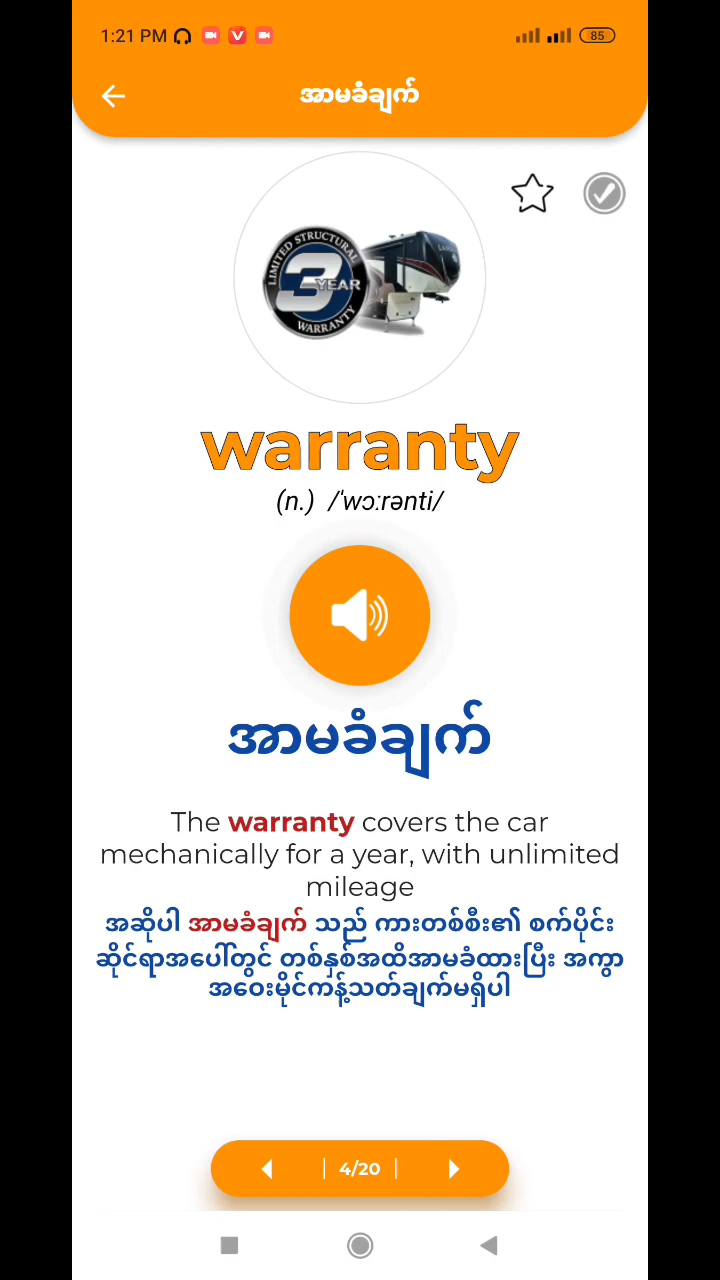 1:21 PM
85
အာမခံချက်
LIMITED STRUCTURAL
3 YEAR
WARRANTY
warranty
(n.) /ˈwɔːrənti/
အာမခံချက်
The warranty covers the car
mechanically for a year, with unlimited
mileage
အဆိုပါ အာမခံချက် သည် ကားတစ်စီး၏ စက်ပိုင်း
ဆိုင်ရာအပေါ်တွင် တစ်နှစ်အထိအာမခံထားပြီး အကွာ
အဝေးမိုင်ကန့်သတ်ချက်မရှိပါ
4/20